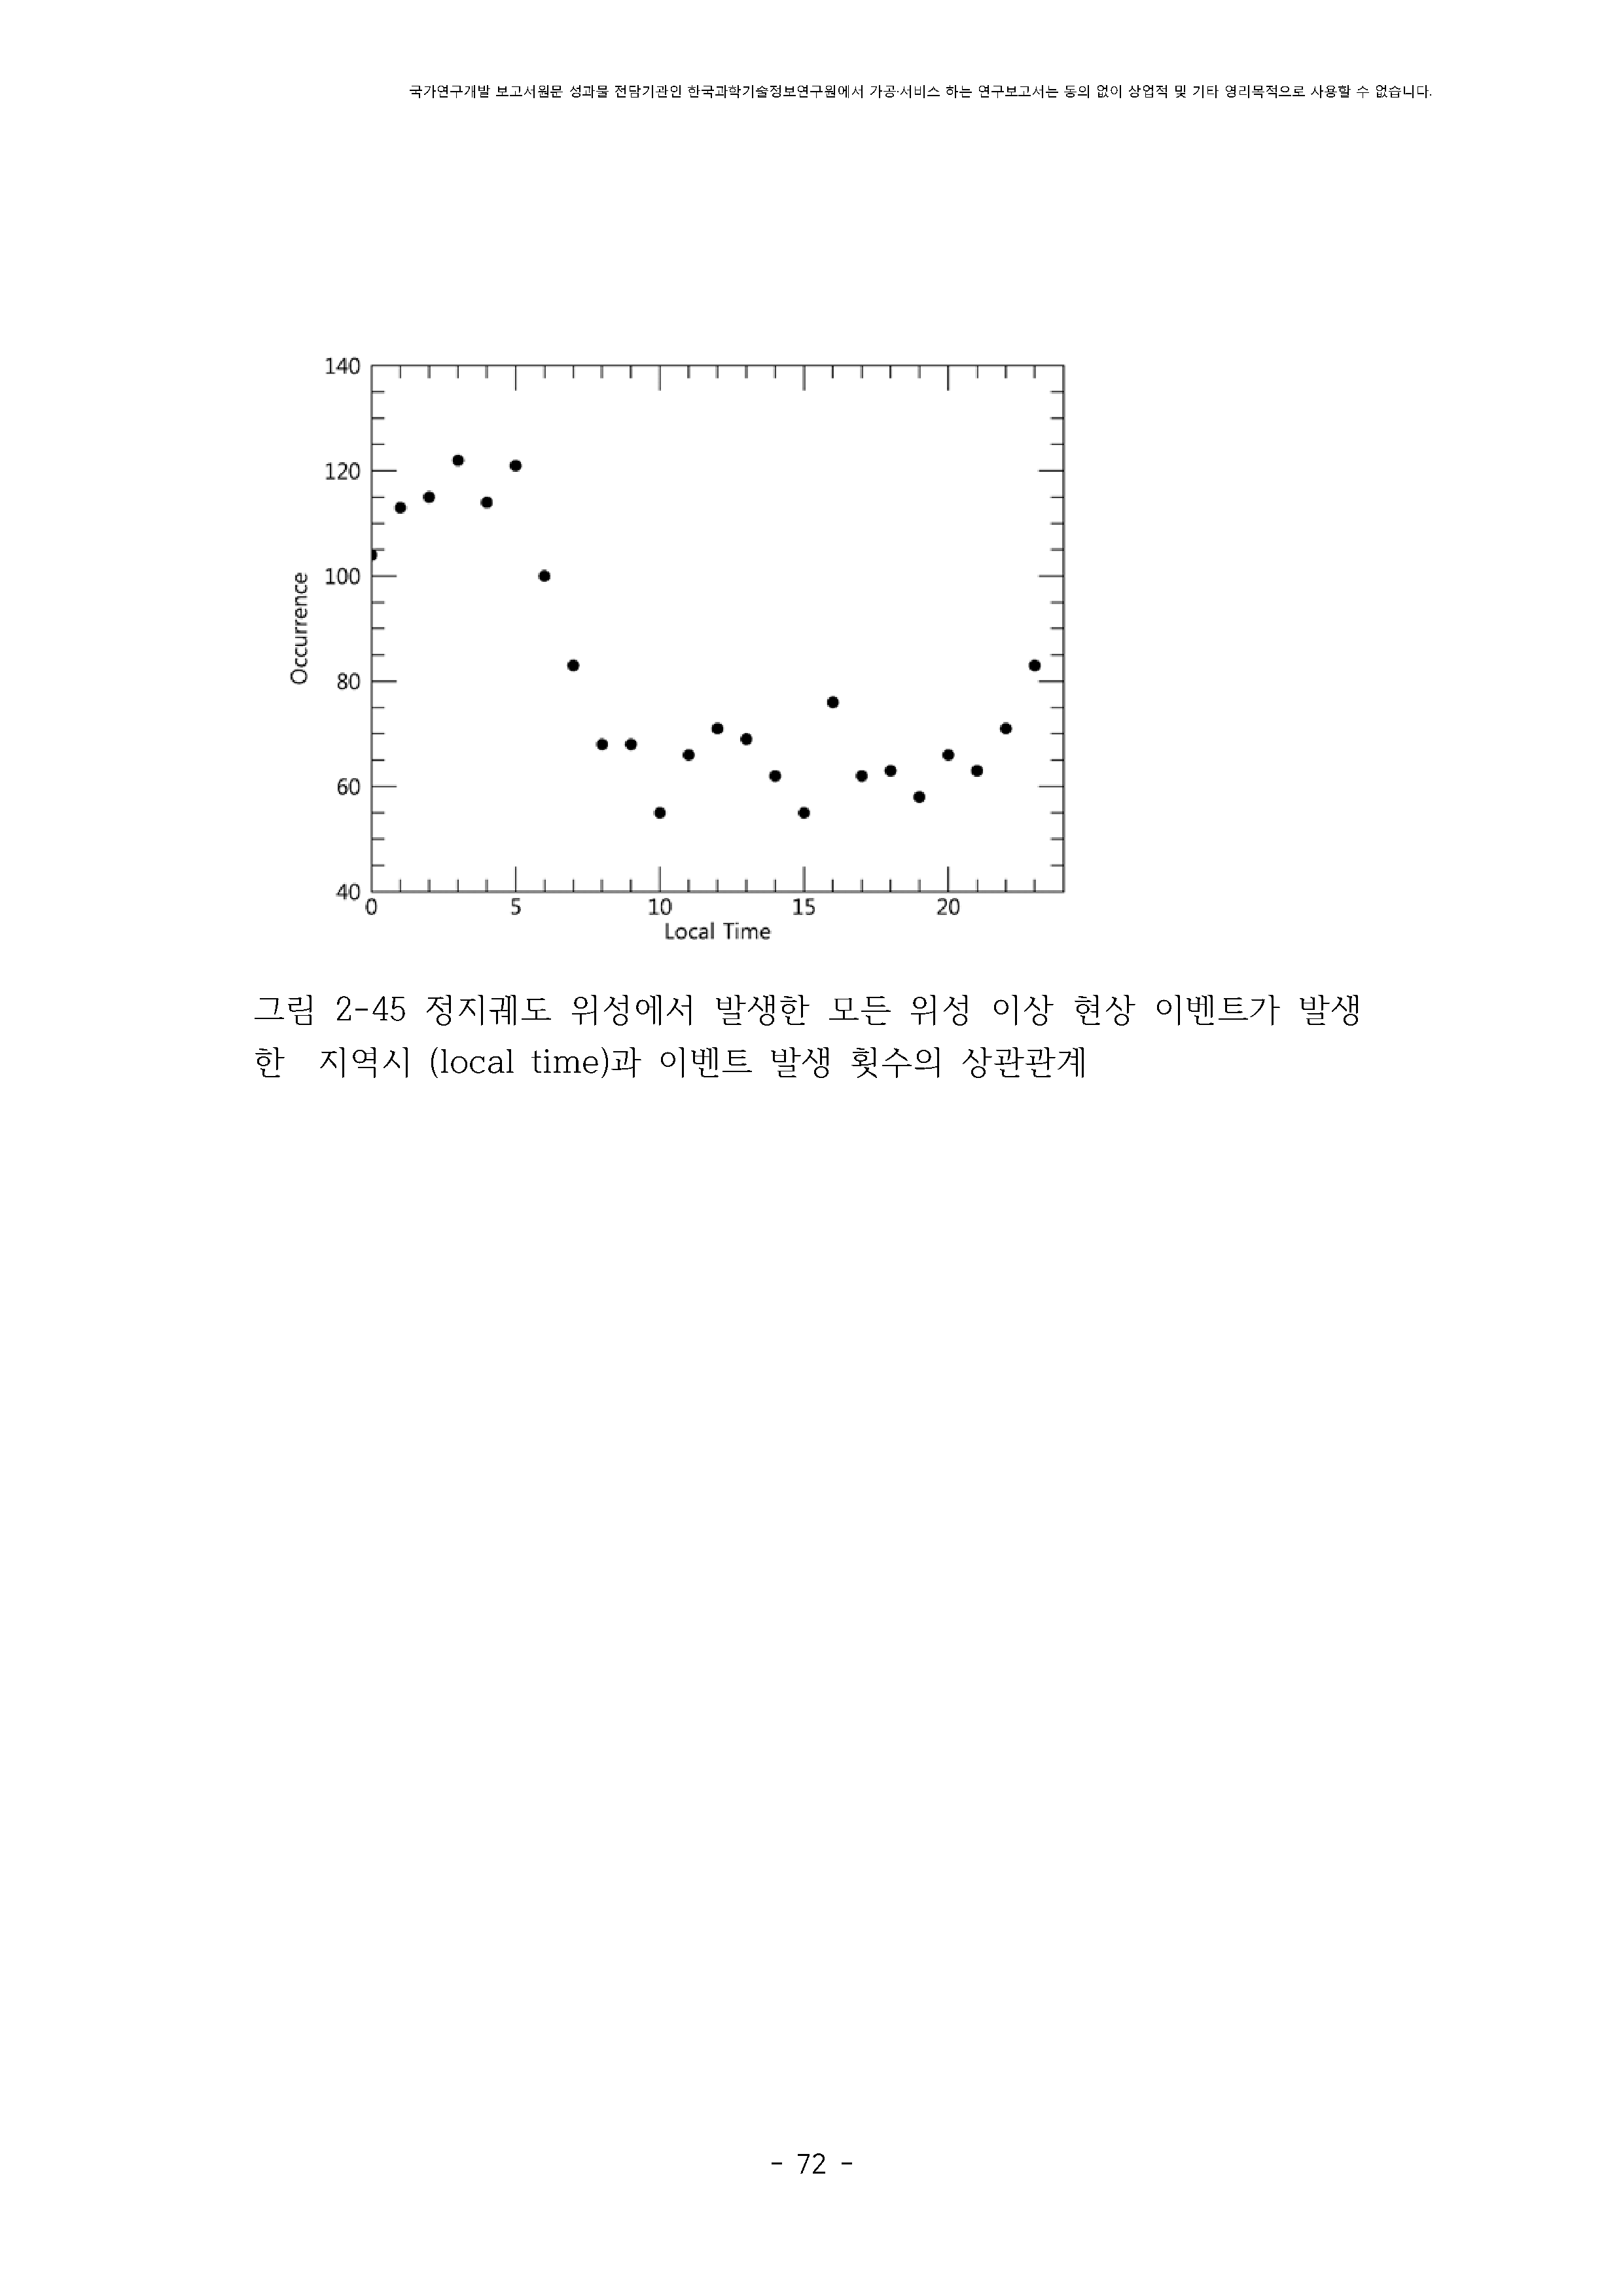 국가연구개발 보고서원문 성과물 전담기관인 한국과학기술정보연구원에서 가공·서비스 하는 연구보고서는 동의 없이 상업적 및 기타 영리목적으로 사용할 수 없습니다.
140
120
100
80
60
40
Occurrence
0 5 10 15 20
Local Time
그림 2-45 정지궤도 위성에서 발생한 모든 위성 이상 현상 이벤트가 발생
한 지역시 (local time)과 이벤트 발생 횟수의 상관관계
- 72 -